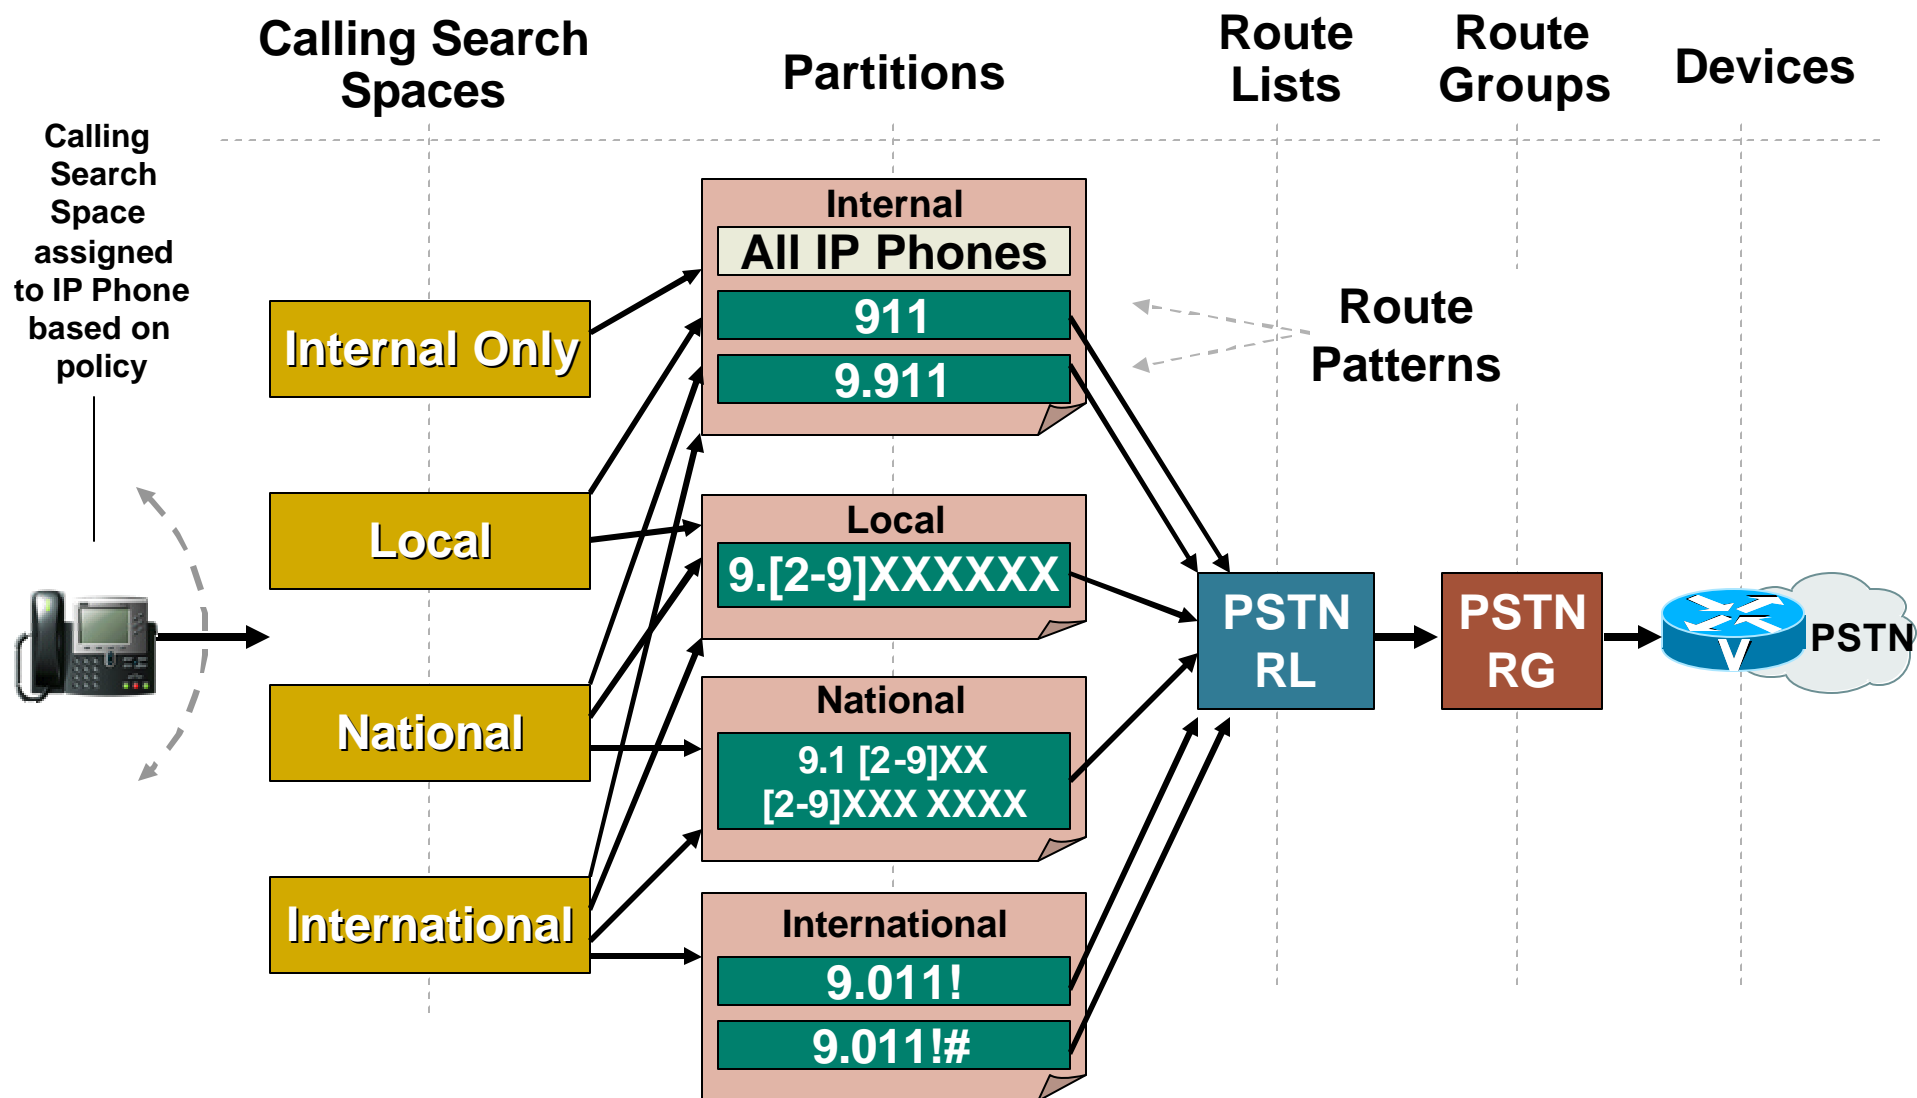 Calling Search
Spaces
Partitions
Route
Lists
Route
Groups
Devices
Calling
Search
Space
assigned
to IP Phone
based on
policy
Internal Only
Local
National
International
Internal
All IP Phones
911
9.911
Local
9.[2-9]XXXXXX
National
9.1 [2-9]XX
[2-9]XXX XXXX
International
9.011!
9.011!#
Route
Patterns
PSTN
RL
PSTN
RG
V
PSTN